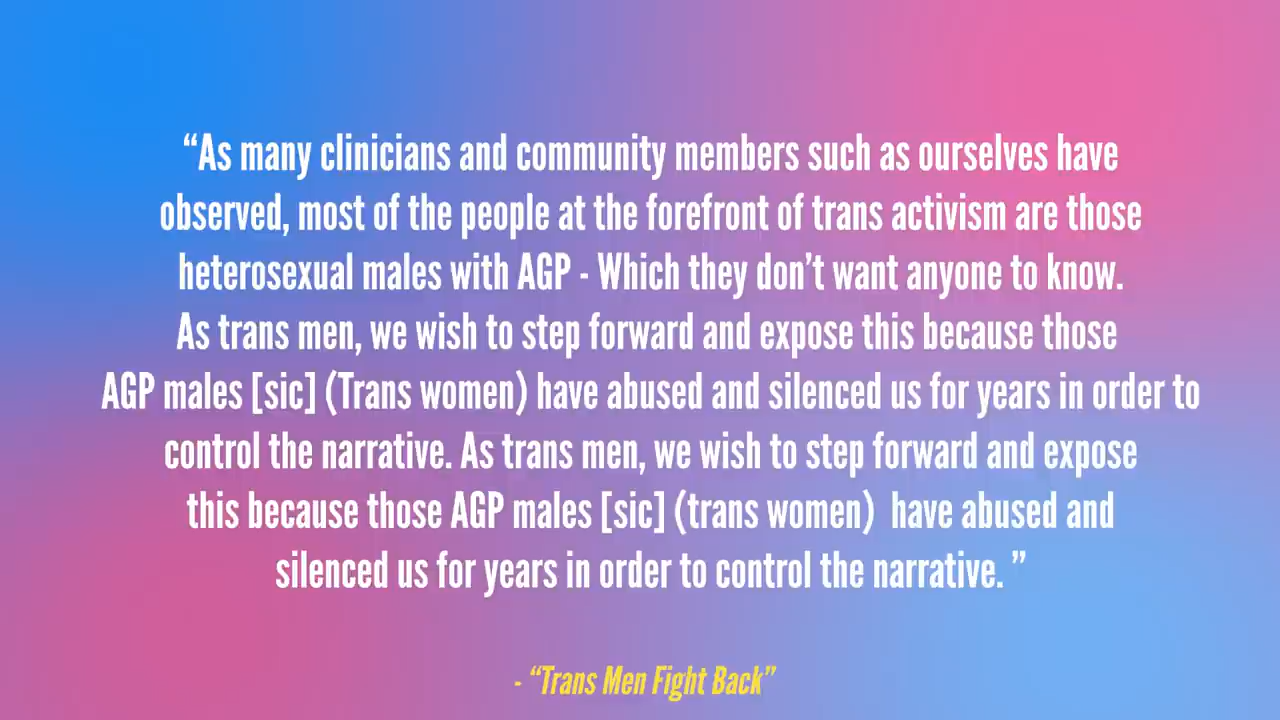 “As many clinicians and community members such as ourselves have
observed, most of the people at the forefront of trans activism are those
heterosexual males with AGP - Which they don’t want anyone to know.
As trans men, we wish to step forward and expose this because those
AGP males [sic] (Trans women) have abused and silenced us for years in order to
control the narrative. As trans men, we wish to step forward and expose
this because those AGP males [sic] (trans women)  have abused and
silenced us for years in order to control the narrative. ”
- “Trans Men Fight Back”